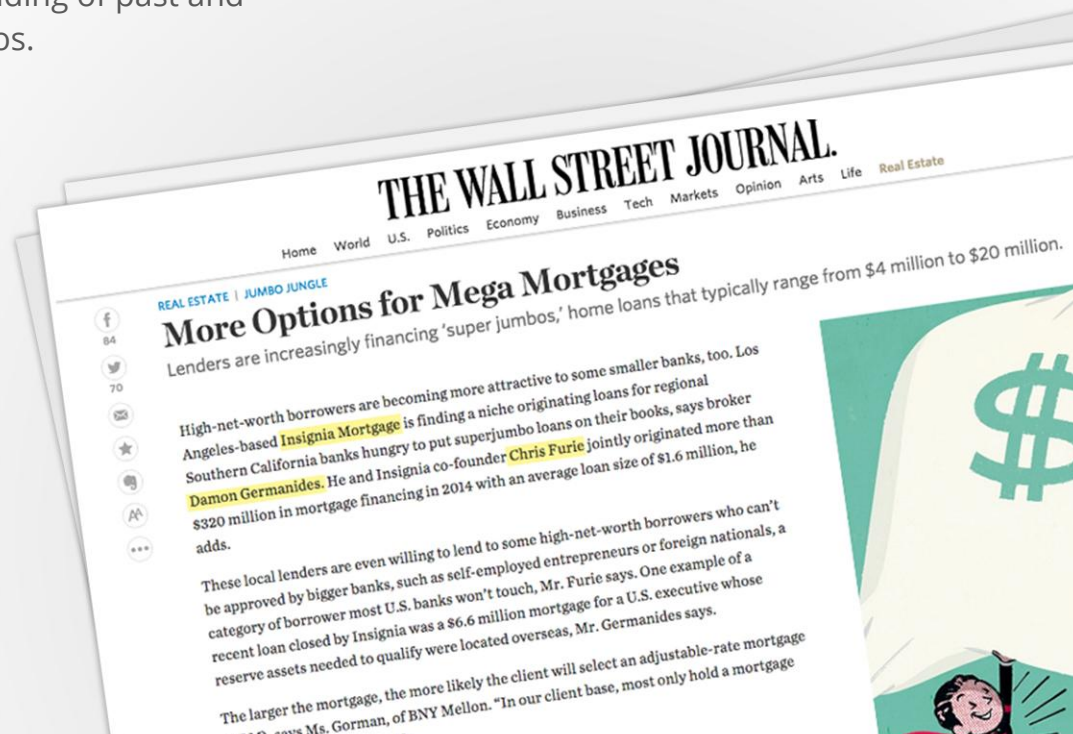 of past and
THE WALL STREET JOURNAL.
Home World U.S. Politics Economy Business Tech Markets Opinion Arts Life Real Estate
REAL ESTATE | JUMBO JUNGLE
More Options for Mega Mortgages
Lenders are increasingly financing ‘super jumbos,’ home loans that typically range from $4 million to $20 million.
84
70
AA
High-net-worth borrowers are becoming more attractive to some smaller banks, too. Los
Angeles-based Insignia Mortgage is finding a niche originating loans for regional
Southern California banks hungry to put superjumbo loans on their books, says broker
Damon Germanides. He and Insignia co-founder Chris Furie jointly originated more than
$320 million in mortgage financing in 2014 with an average loan size of $1.6 million, he
adds.
These local lenders are even willing to lend to some high-net-worth borrowers who can’t
be approved by bigger banks, such as self-employed entrepreneurs or foreign nationals, a
category of borrower most U.S. banks won’t touch, Mr. Furie says. One example of a
recent loan closed by Insignia was a $6.6 million mortgage for a U.S. executive whose
reserve assets needed to qualify were located overseas, Mr. Germanides says.
The larger the mortgage, the more likely the client will select an adjustable-rate mortgage
says Ms. Gorman, of BNY Mellon. “In our client base, most only hold a mortgage
$